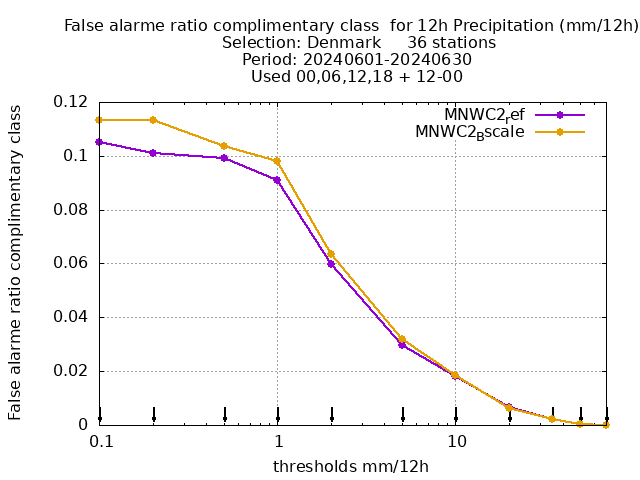 False alarme ratio complimentary class  for 12h Precipitation (mm/12h)
Selection: Denmark     36 stations
Period: 20240601-20240630
Used 00,06,12,18 + 12-00
MNWC2ref
MNWC2Bscale
False alarme ratio complimentary class
0.12
0.1
0.08
0.06
0.04
0.02
0
0.1 1 10
thresholds mm/12h